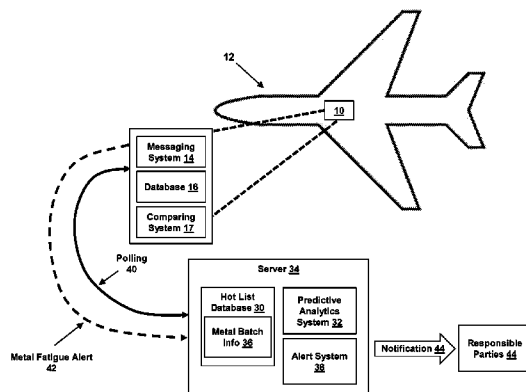 12
10
Messaging
System 14
Database 16
Comparing
System 17
Polling
40
Server 34
Hot List
Database 30
Metal Batch
Info 36
Predictive
Analytics
System 32
Alert System
38
Metal Fatigue Alert
42
Notification 44
Responsible
Parties 44